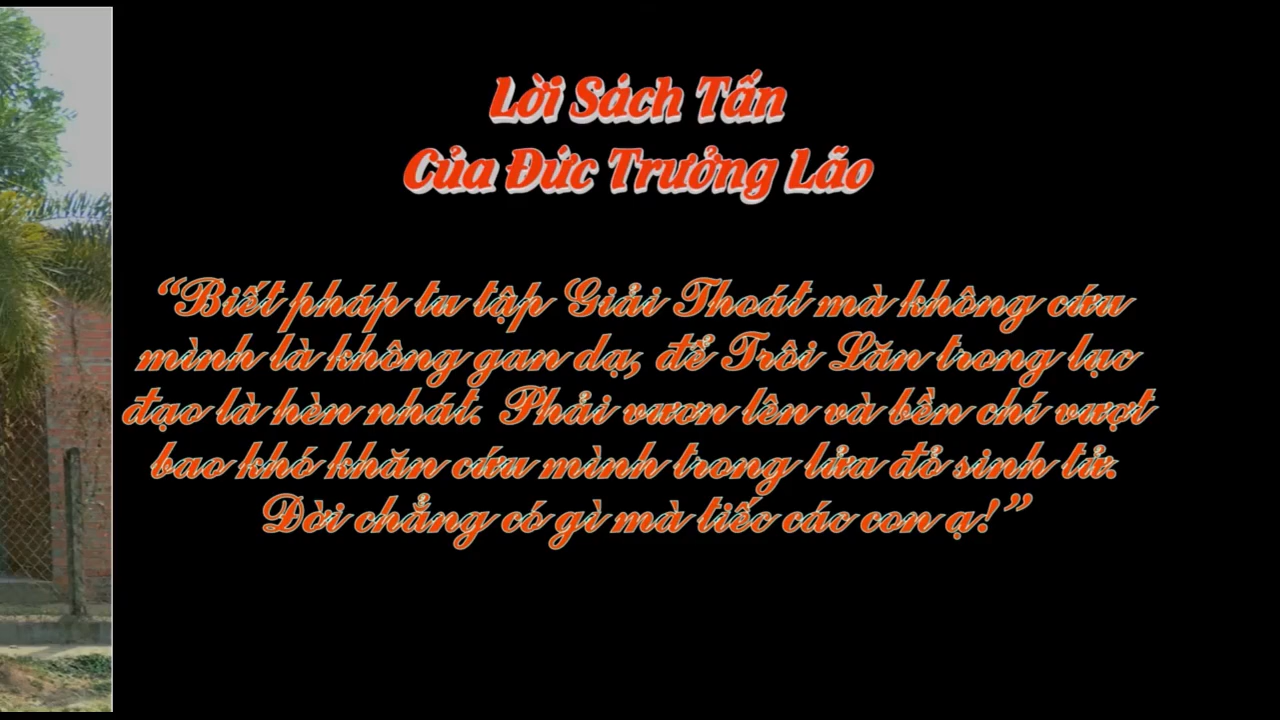 Lời Sách Tấn
Của Đức Trưởng Lão
“Biết pháp tu tập Giải Thoát mà không cứu
mình là không gan dạ, để Trôi Lăn trong lục
đạo là hèn nhát. Phải vươn lên và bền chí vượt
bao khó khăn cứu mình trong lửa đỏ sinh tử.
Đời chẳng có gì mà tiếc các con ạ!”